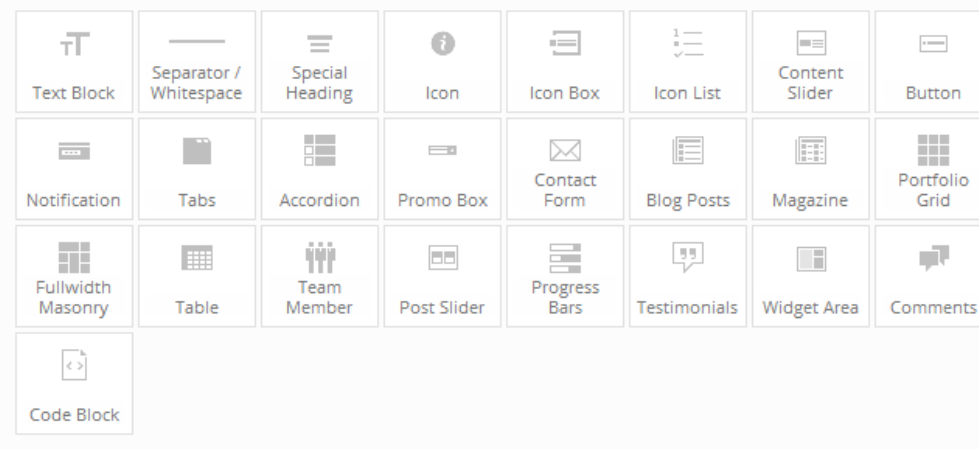 Text Block
Separator /
Whitespace
Special
Heading
Icon
Icon Box
Icon List
Content
Slider
Button
Notification
Tabs
Accordion
Promo Box
Contact
Form
Blog Posts
Magazine
Portfolio
Grid
Fullwidth
Masonry
Table
Team
Member
Post Slider
Progress
Bars
Testimonials
Widget Area
Comments
Code Block